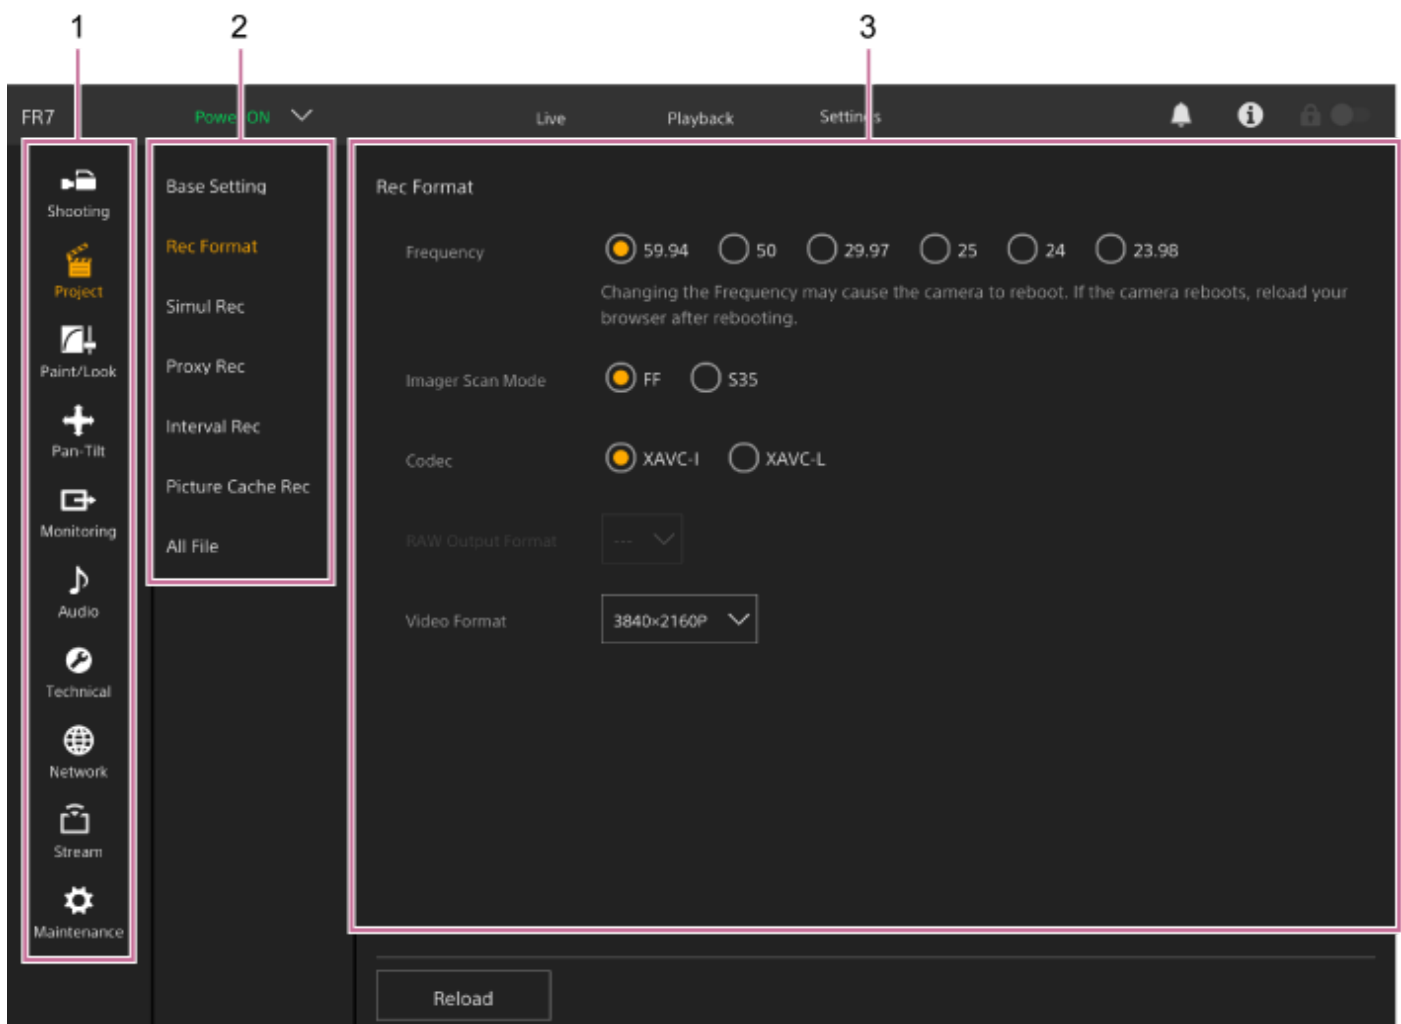 1 2 3
FR7 Power ON Live Playback Settings
Shooting
Project
Paint/Look
Pan-Tilt
Monitoring
Audio
Technical
Network
Stream
Maintenance
Base Setting
Rec Format
Simul Rec
Proxy Rec
Interval Rec
Picture Cache Rec
All File
Rec Format
Frequency 59.94 50 29.97 25 24 23.98
Changing the Frequency may cause the camera to reboot. If the camera reboots, reload your
browser after rebooting.
Imager Scan Mode FF S35
Codec XAVC-I XAVC-L
RAW Output Format ---
Video Format 3840×2160P
Reload